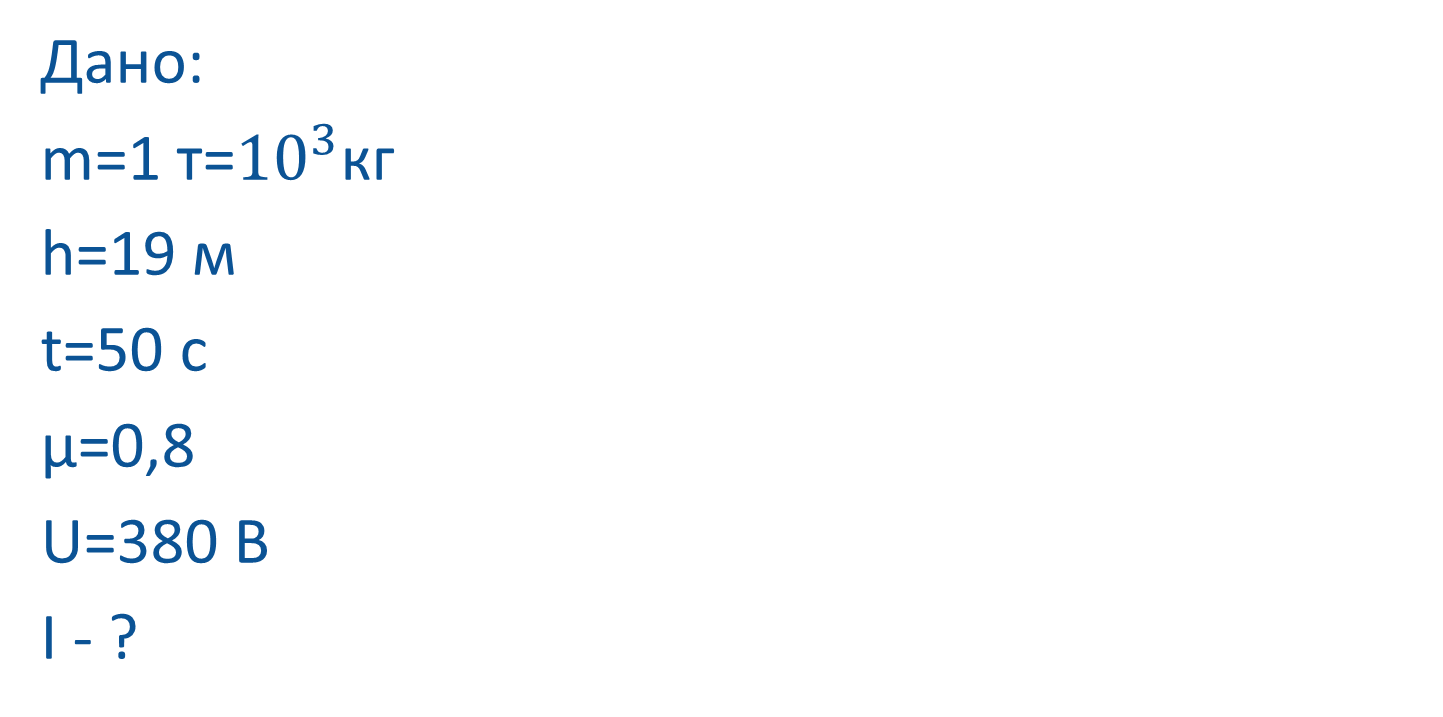 Дано:
m=1 т=10³кг
h=19 м
t=50 с
μ=0,8
U=380 В
I - ?